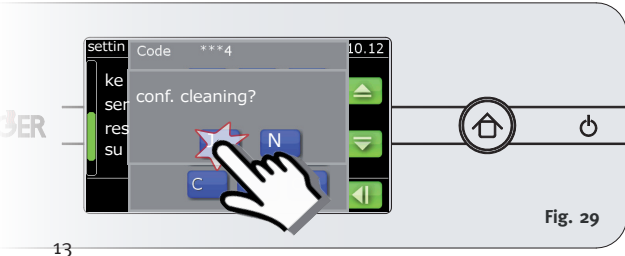 settin Code ***4 10.12
ke
conf. cleaning?
ser
ER
res
N
su
C
Fig. 29
13